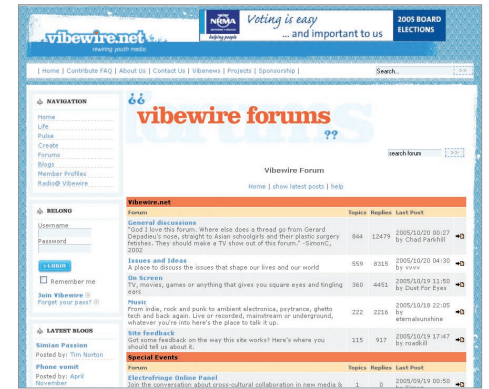 NRMA
helping people
Voting is easy
... and important to us
2005 BOARD
ELECTIONS
vibewire.net
rewiring youth media
| Home | Contribute FAQ | About Us | Contact Us | Vibenews | Projects | Sponsorship |
Search...
>>
NAVIGATION
Home
Life
Pulse
Create
Forums
Blogs
Member Profiles
Radio@ Vibewire
BELONG
Username
Password
LOGIN
Remember me
Join Vibewire
Forget your pass?
LATEST BLOGS
Simian Passion
Posted by: Tim Norton
Phone vomit
Posted by: April
November
forums
vibewire forums
search forum
>>
Vibewire Forum
Home | show latest posts | help
Vibewire.net
Forum Topics Replies Last Post
General discussions
"God I love this forum. Where else does a thread go from Gerard
Depadieu's nose, straight to Asian schoolgirls and their plastic surgery
fetishes. They should make a TV show out of this forum." -SimonC,
2002
844 12479 2005/10/20 00:27
by Chad Parkhill
Issues and Ideas
A place to discuss the issues that shape our lives and our world
559 8315 2005/10/20 04:30
by vvvv
On Screen
TV, movies, games or anything that gives you square eyes and tingling
ears
360 4451 2005/10/19 11:50
by Dust For Eyes
Music
From indie, rock and punk to ambient electronica, psytrance, ghetto
tech and back again. Live or recorded, mainstream or underground,
whatever you're into here's the place to talk it up.
222 2216 2005/10/18 22:05
by
eternalsunshine
Site feedback
Got some feedback on the way this site works? Here's where you
should tell us about it.
115 917 2005/10/19 17:47
by roadkill
Special Events
Forum Topics Replies Last Post
Electrofringe Online Panel
Join the conversation about cross-cultural collaboration in new media &
1 0 2005/09/10 00:50